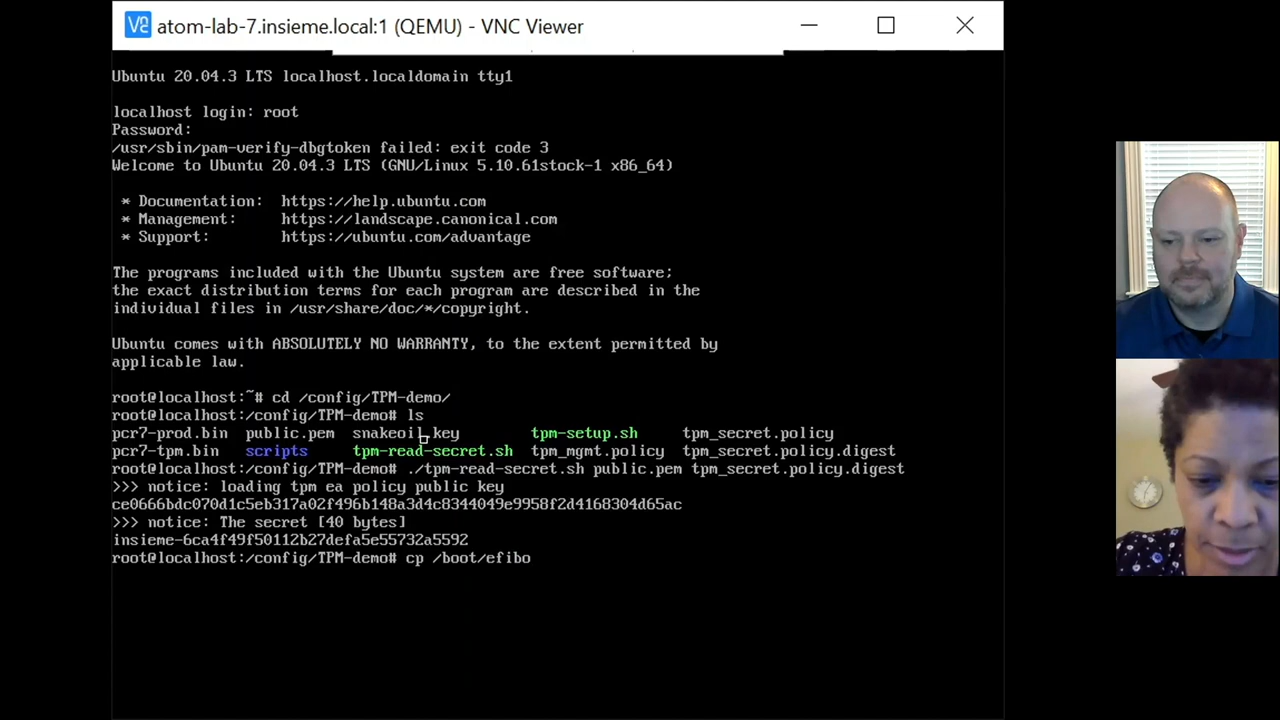 atom-lab-7.insieme.local:1 (QEMU) - VNC Viewer
Ubuntu 20.04.3 LTS localhost.localdomain tty1
localhost login: root
Password:
/usr/sbin/pam-verify-dbgtoken failed: exit code 3
Welcome to Ubuntu 20.04.3 LTS (GNU/Linux 5.10.61stock-1 x86_64)
* Documentation:  https://help.ubuntu.com
* Management:     https://landscape.canonical.com
* Support:        https://ubuntu.com/advantage
The programs included with the Ubuntu system are free software;
the exact distribution terms for each program are described in the
individual files in /usr/share/doc/*/copyright.
Ubuntu comes with ABSOLUTELY NO WARRANTY, to the extent permitted by
applicable law.
root@localhost:~# cd /config/TPM-demo/
root@localhost:/config/TPM-demo# ls
pcr7-prod.bin  public.pem  snakeoil.key        tpm-setup.sh     tpm_secret.policy
pcr7-tpm.bin   scripts     tpm-read-secret.sh  tpm_mgmt.policy  tpm_secret.policy.digest
root@localhost:/config/TPM-demo# ./tpm-read-secret.sh public.pem tpm_secret.policy.digest
>>> notice: loading tpm ea policy public key
ce0666bdc070d1c5eb317a02f496b148a3d4c8344049e9958f2d4168304d65ac
>>> notice: The secret [40 bytes]
insieme-6ca4f49f50112b27defa5e55732a5592
root@localhost:/config/TPM-demo# cp /boot/efibo